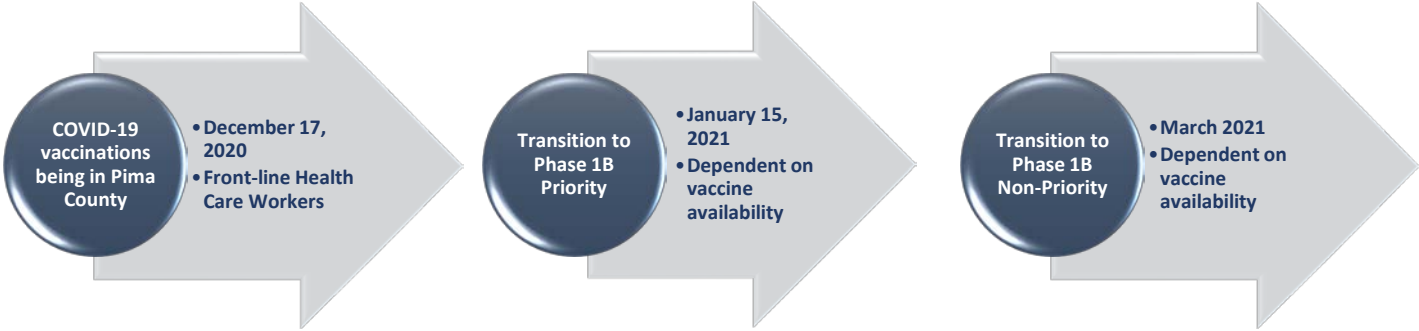 COVID-19
vaccinations
being in Pima
County
•December 17,
2020
•Front-line Health
Care Workers
Transition to
Phase 1B
Priority
•January 15,
2021
•Dependent on
vaccine
availability
Transition to
Phase 1B
Non-Priority
•March 2021
•Dependent on
vaccine
availability